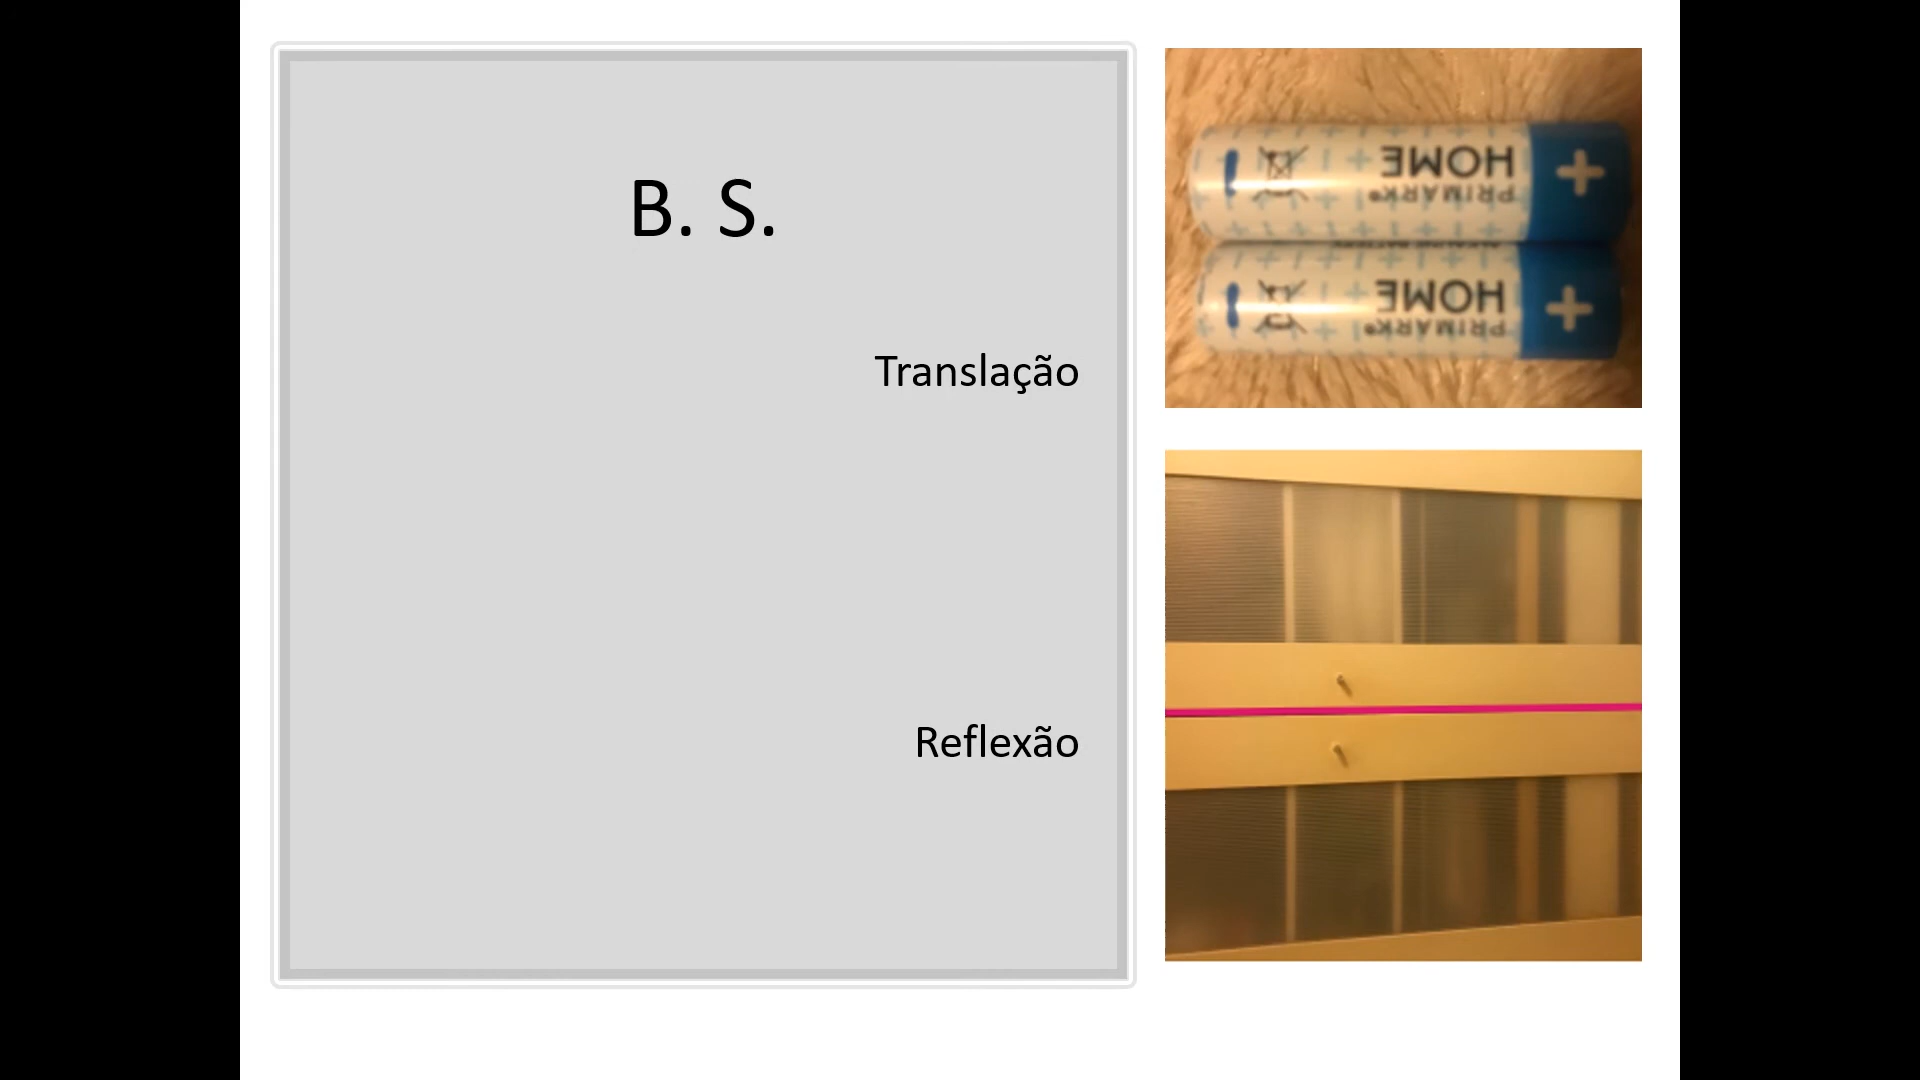 B. S.
Translação
Reflexão
+
HOME
PRIMARK®
+
HOME
PRIMARK®